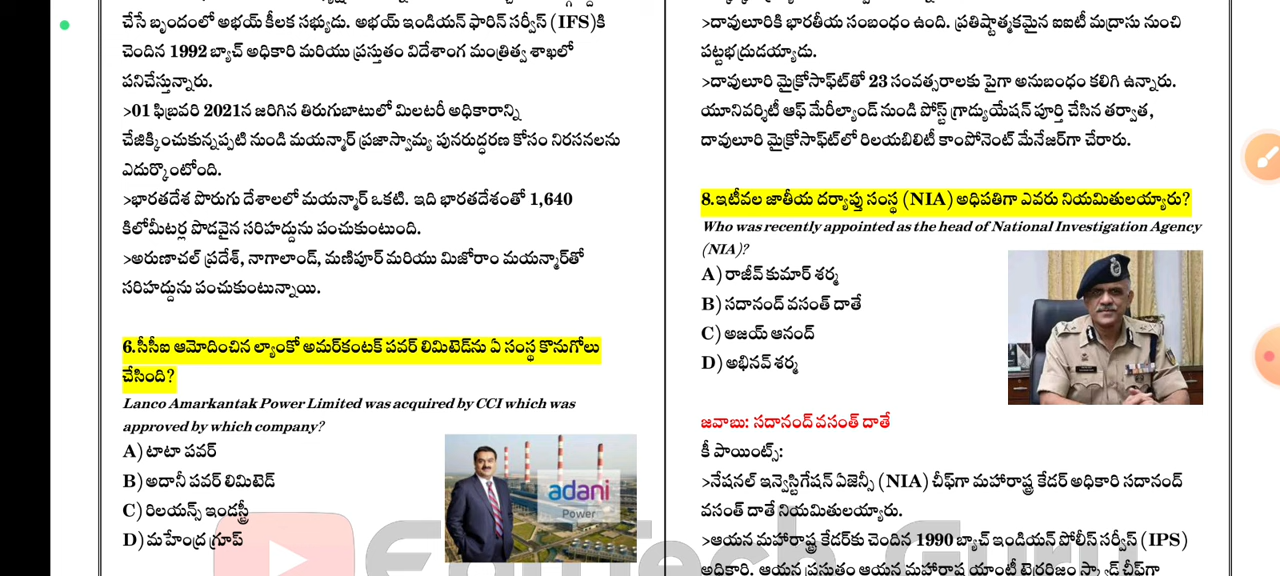 చేసే బృందంలో అభయ్ కీలక సభ్యుడు. అభయ్ ఇండియన్ ఫారిన్ సర్వీస్ (IFS)కి
చెందిన 1992 బ్యాచ్ అధికారి మరియు ప్రస్తుతం విదేశాంగ మంత్రిత్వ శాఖలో
పనిచేస్తున్నారు.
>01 ఫిబ్రవరి 2021న జరిగిన తిరుగుబాటులో మిలటరీ అధికారాన్ని
చేజిక్కించుకున్నప్పటి నుండి మయన్మార్ ప్రజాస్వామ్య పునరుద్ధరణ కోసం నిరసనలను
ఎదుర్కొంటోంది.
>భారతదేశ పొరుగు దేశాలలో మయన్మార్ ఒకటి. ఇది భారతదేశంతో 1,640
కిలోమీటర్ల పొడవైన సరిహద్దును పంచుకుంటుంది.
>అరుణాచల్ ప్రదేశ్, నాగాలాండ్, మణిపూర్ మరియు మిజోరాం మయన్మార్‌తో
సరిహద్దును పంచుకుంటున్నాయి.
6.సీసీఐ ఆమోదించిన ల్యాంకో అమర్‌కంటక్ పవర్ లిమిటెడ్‌ను ఏ సంస్థ కొనుగోలు
చేసింది?
Lanco Amarkantak Power Limited was acquired by CCI which was
approved by which company?
A) టాటా పవర్
B) అదానీ పవర్ లిమిటెడ్
C) రిలయన్స్ ఇండస్ట్రీ
D) మహేంద్ర గ్రూప్
adani
Power
>దావులూరికి భారతీయ సంబంధం ఉంది. ప్రతిష్టాత్మకమైన ఐఐటీ మద్రాసు నుంచి
పట్టభద్రుడయ్యాడు.
>దావులూరి మైక్రోసాఫ్ట్‌తో 23 సంవత్సరాలకు పైగా అనుబంధం కలిగి ఉన్నారు.
యూనివర్శిటీ ఆఫ్ మేరీల్యాండ్ నుండి పోస్ట్ గ్రాడ్యుయేషన్ పూర్తి చేసిన తర్వాత,
దావులూరి మైక్రోసాఫ్ట్‌లో రిలయబిలిటీ కాంపోనెంట్ మేనేజర్‌గా చేరారు.
8.ఇటీవల జాతీయ దర్యాప్తు సంస్థ (NIA) అధిపతిగా ఎవరు నియమితులయ్యారు?
Who was recently appointed as the head of National Investigation Agency
(NIA)?
A) రాజీవ్ కుమార్ శర్మ
B) సదానంద్ వసంత్ దాతే
C) అజయ్ ఆనంద్
D) అభినవ్ శర్మ
జవాబు: సదానంద్ వసంత్ దాతే
కీ పాయింట్స్:
>నేషనల్ ఇన్వెస్టిగేషన్ ఏజెన్సీ (NIA) చీఫ్‌గా మహారాష్ట్ర కేడర్ అధికారి సదానంద్
వసంత్ దాతే నియమితులయ్యారు.
>ఆయన మహారాష్ట్ర కేడర్‌కు చెందిన 1990 బ్యాచ్ ఇండియన్ పోలీస్ సర్వీస్ (IPS)
అధికారి. ఆయన ప్రస్తుతం ఆయన మహారాష్ట్ర యాంటీ టెర్రరిజం స్క్వాడ్ చీఫ్‌గా